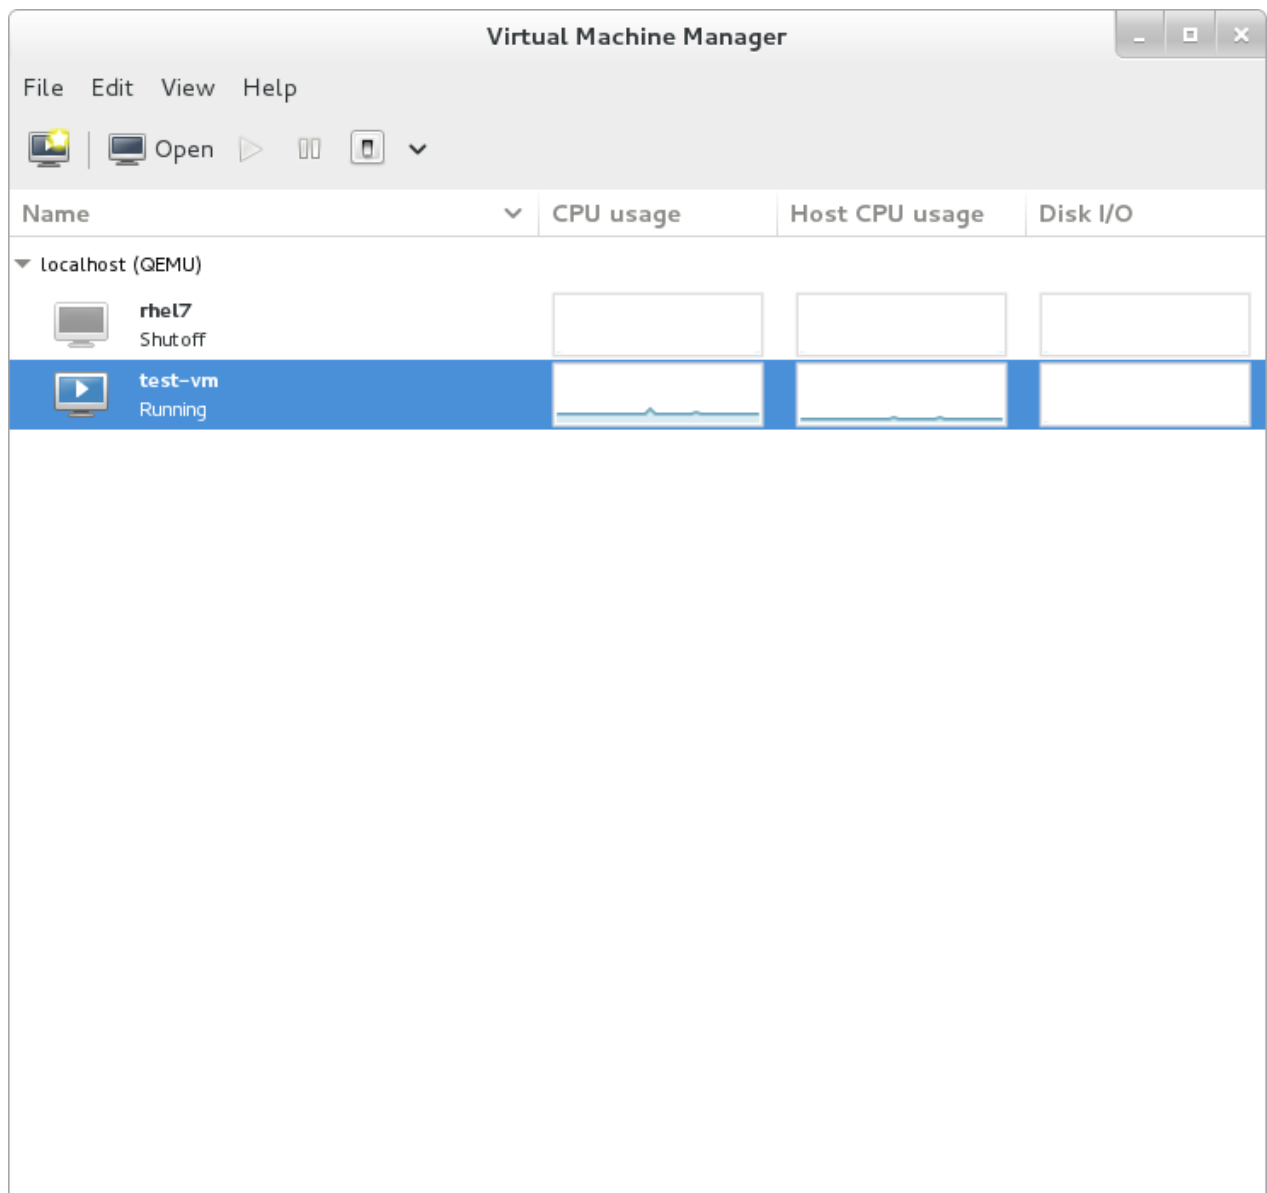 Virtual Machine Manager
File Edit View Help
Open
Name CPU usage Host CPU usage Disk I/O
localhost (QEMU)
rhel7
Shutoff
test-vm
Running